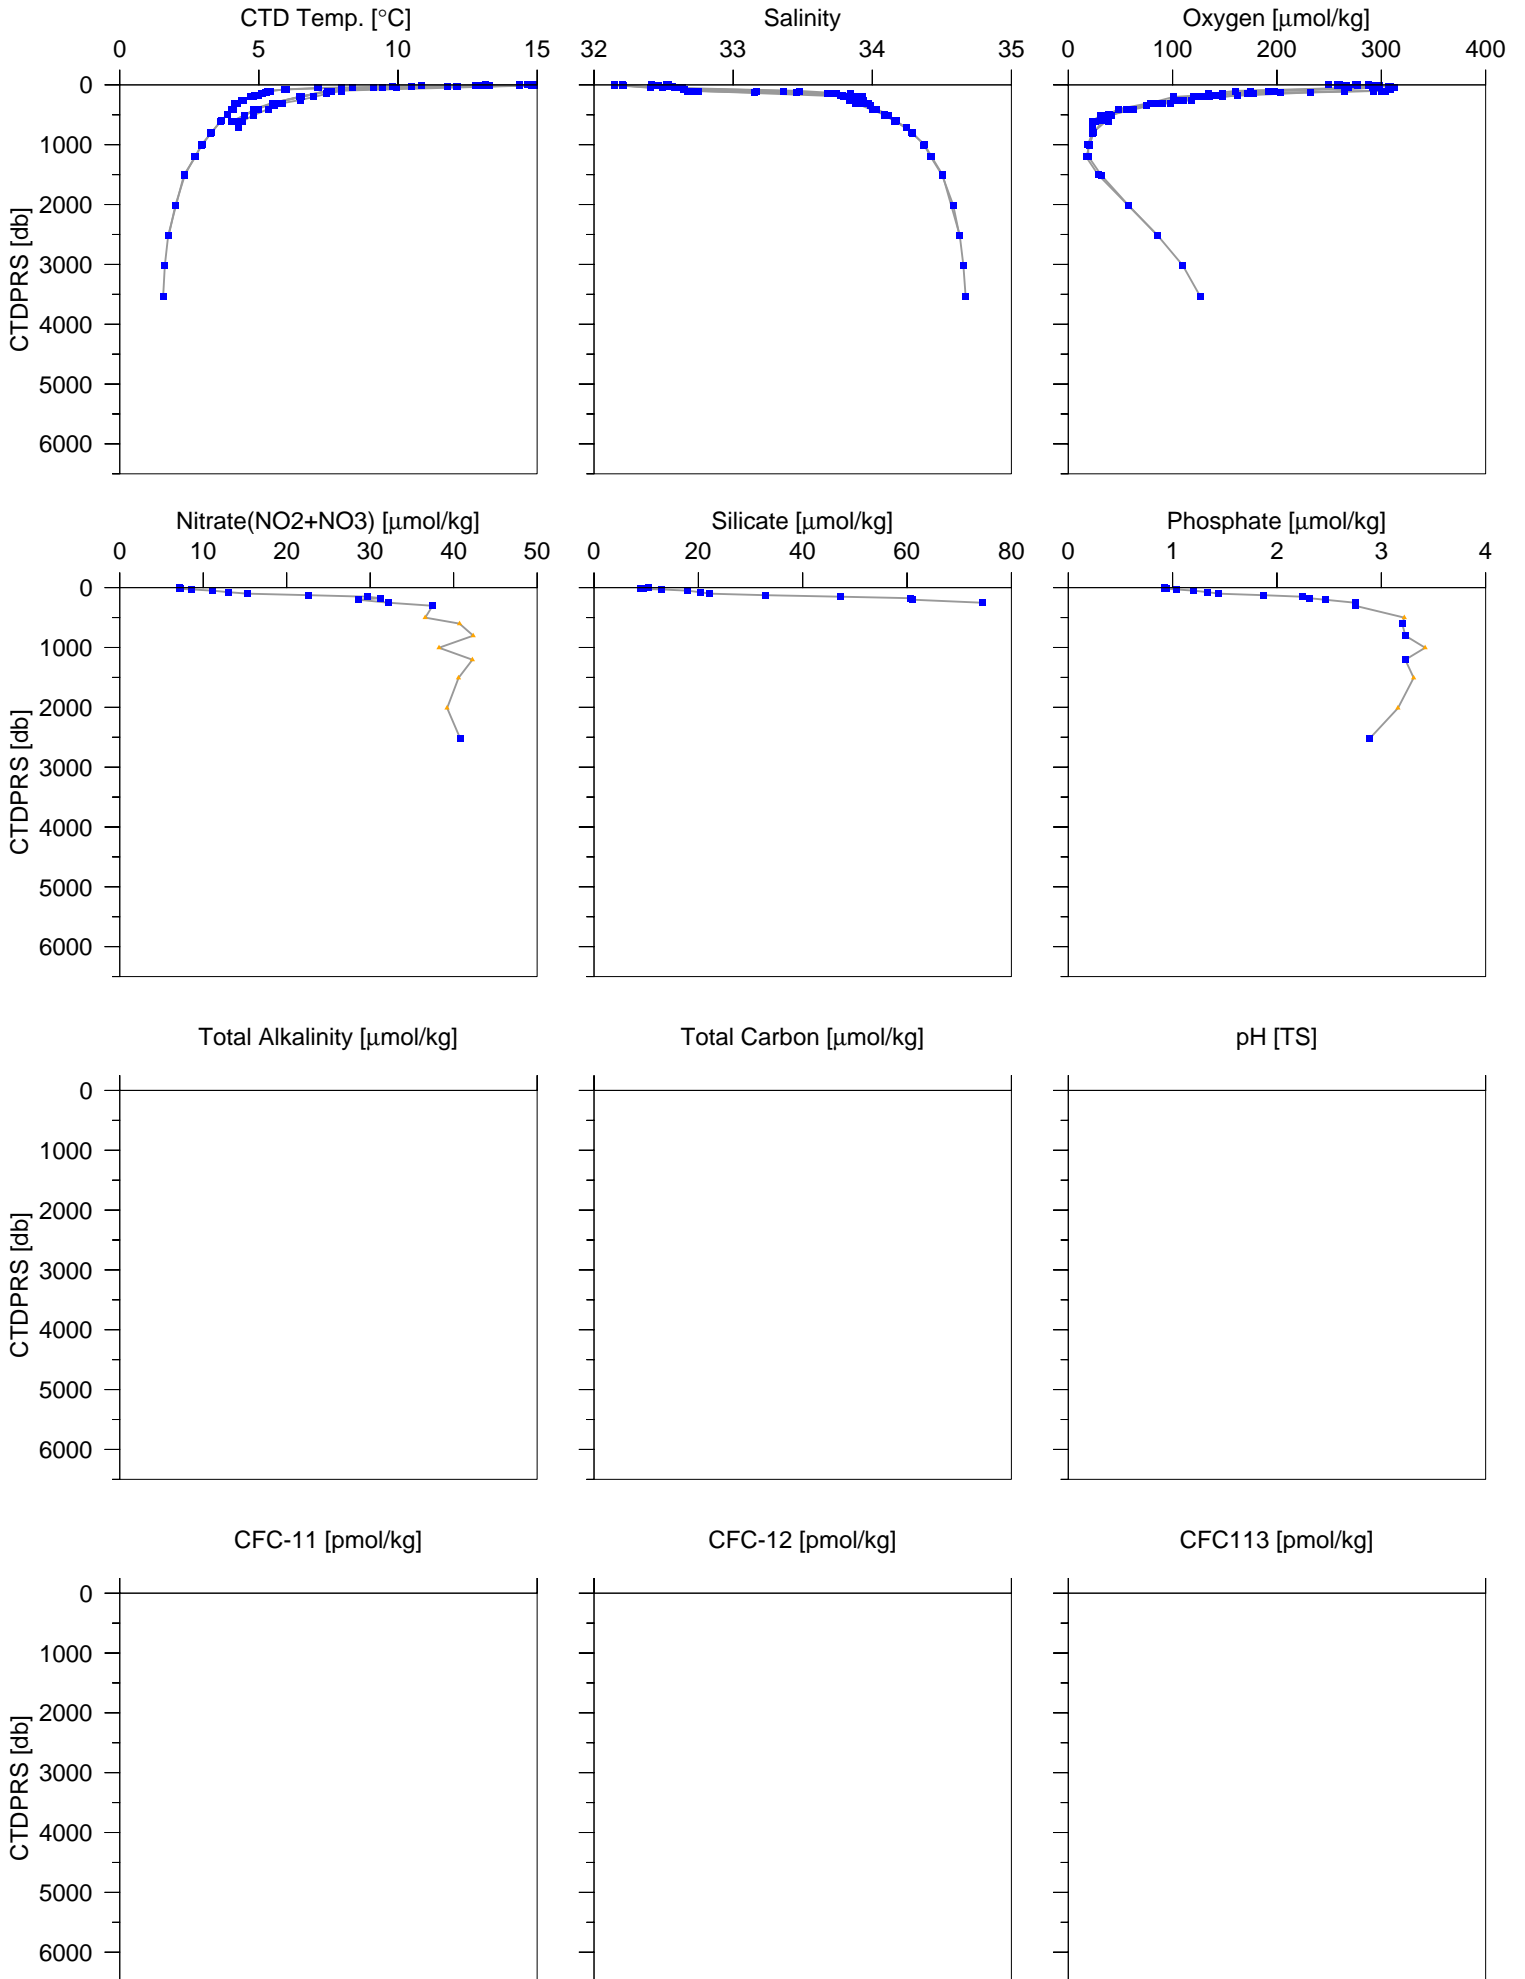 CTD Temp. [°C] Salinity Oxygen [μmol/kg]
0 5 10 15 32 33 34 35 0 100 200 300 400
0
1000
2000
3000
4000
5000
6000
CTDPRS [db]
Nitrate(NO2+NO3) [μmol/kg] Silicate [μmol/kg] Phosphate [μmol/kg]
0 10 20 30 40 50 0 20 40 60 80 0 1 2 3 4
0
1000
2000
3000
4000
5000
6000
CTDPRS [db]
Total Alkalinity [μmol/kg] Total Carbon [μmol/kg] pH [TS]
0
1000
2000
3000
4000
5000
6000
CTDPRS [db]
CFC-11 [pmol/kg] CFC-12 [pmol/kg] CFC113 [pmol/kg]
0
1000
2000
3000
4000
5000
6000
CTDPRS [db]